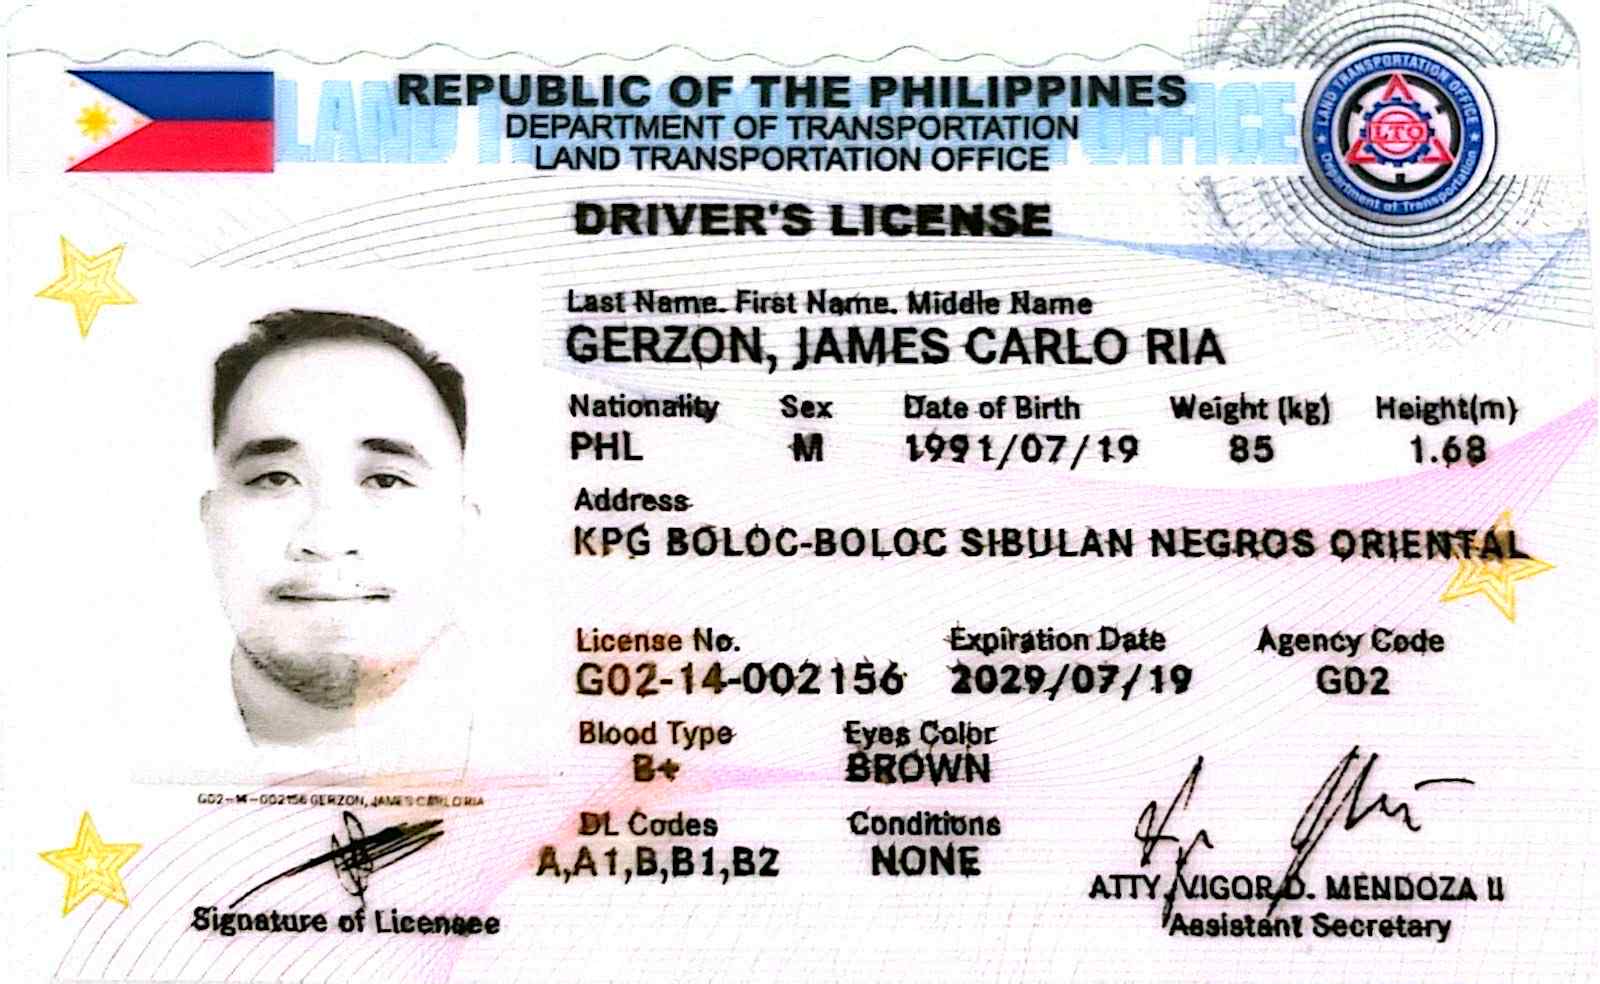 REPUBLIC OF THE PHILIPPINES
DEPARTMENT OF TRANSPORTATION
LAND TRANSPORTATION OFFICE
LAND TRANSPORTATION OFFICE
LTO
Department of Transportation
DRIVER'S LICENSE
Last Name. First Name. Middle Name
GERZON, JAMES CARLO RIA
Nationality Sex Date of Birth Weight (kg) Height(m)
PHL M 1991/07/19 85 1.68
Address
KPG BOLOC-BOLOC SIBULAN NEGROS ORIENTAL
License No. Expiration Date Agency Code
G02-14-002156 2029/07/19 G02
Blood Type Eyes Color
B+ BROWN
G02-14-002156 GERZON, JAMES CARLO RIA
DL Codes Conditions
A,A1,B,B1,B2 NONE
ATTY. VIGOR D. MENDOZA II
Signature of Licensee Assistant Secretary